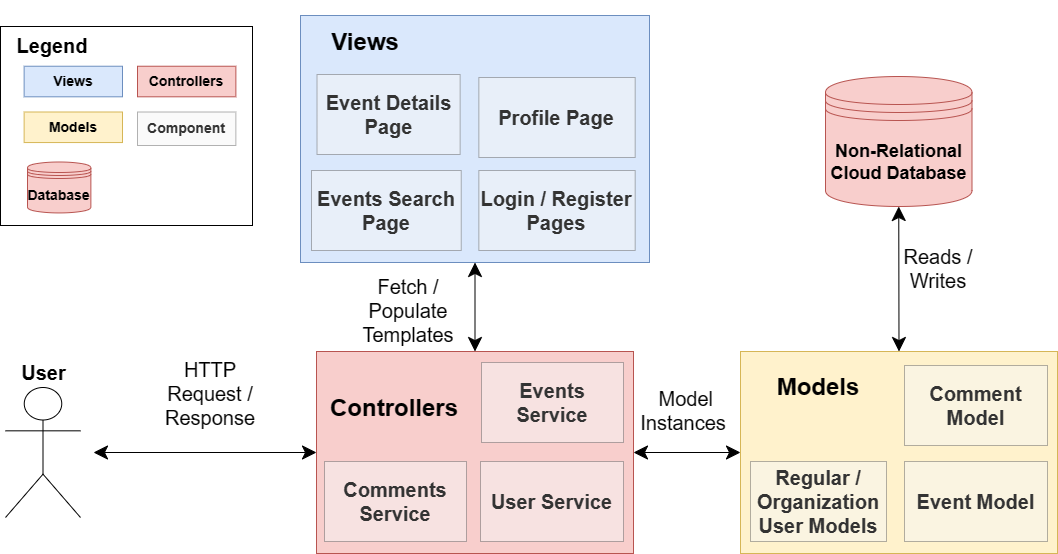 Legend
Views
Controllers
Models
Component
Database
Views
Event Details
Page
Profile Page
Events Search
Page
Login / Register
Pages
Non-Relational
Cloud Database
Fetch /
Populate
Templates
Reads /
Writes
User
HTTP
Request /
Response
Controllers
Events
Service
Comments
Service
User Service
Model
Instances
Models
Comment
Model
Regular /
Organization
User Models
Event Model